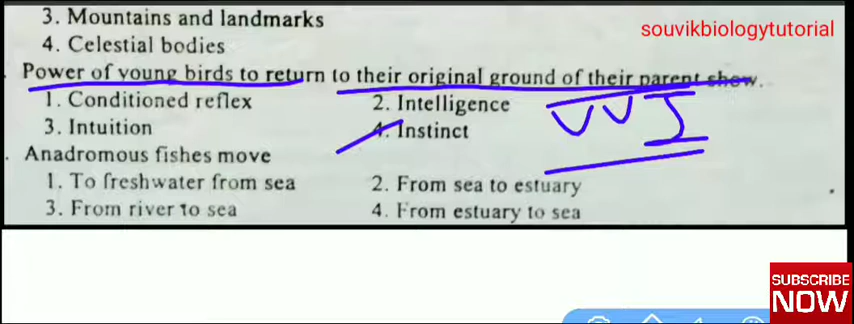 3. Mountains and landmarks
souvikbiologytutorial
4. Celestial bodies
Power of young birds to return to their original ground of their parent show.
1. Conditioned reflex 2. Intelligence
3. Intuition 4. Instinct
VVI
. Anadromous fishes move
1. To freshwater from sea 2. From sea to estuary
3. From river to sea 4. From estuary to sea
SUBSCRIBE
NOW